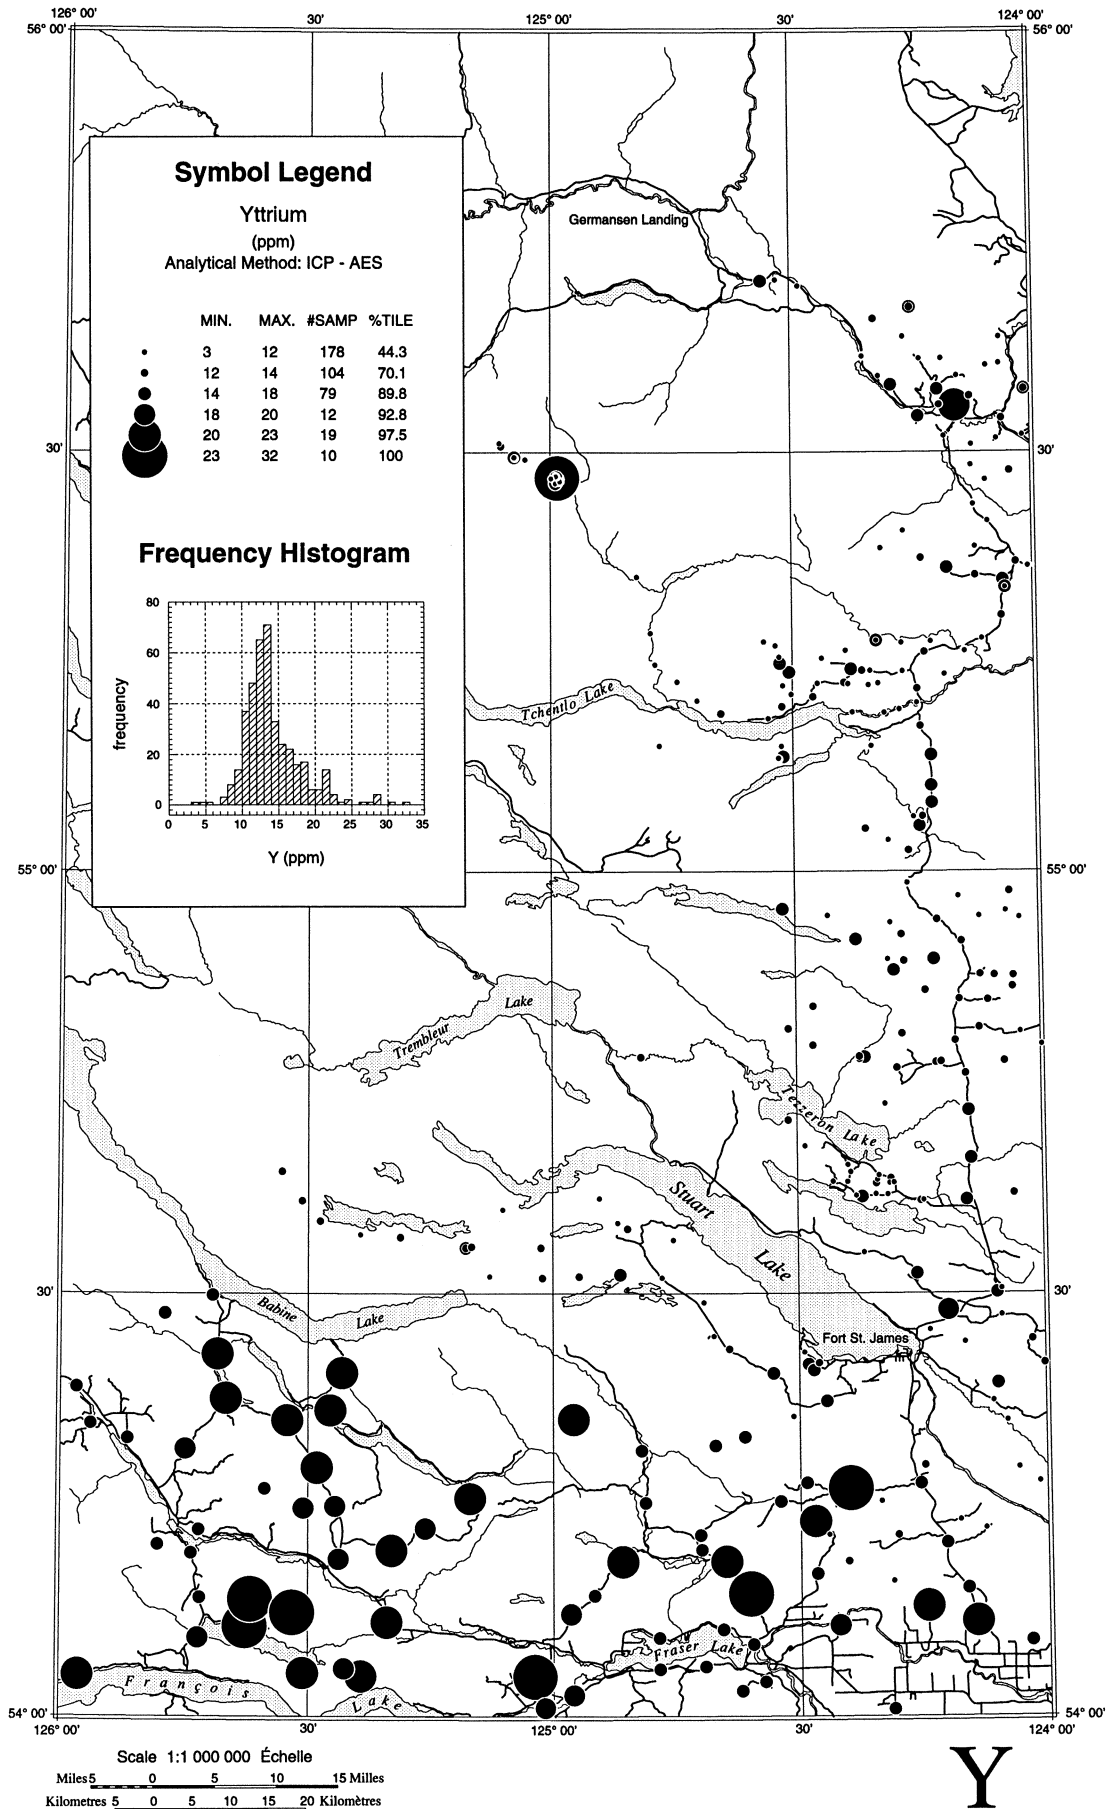 126° 00' 30' 125° 00' 30' 124° 00'
56° 00' 56° 00'
Symbol Legend
Yttrium
(ppm)
Analytical Method: ICP - AES
MIN. MAX. #SAMP %TILE
3 12 178 44.3
12 14 104 70.1
14 18 79 89.8
18 20 12 92.8
20 23 19 97.5
23 32 10 100
Germansen Landing
30' 30'
Frequency Histogram
80
60
40
20
0
frequency
0 5 10 15 20 25 30 35
Y (ppm)
Tchentlo Lake
55° 00' 55° 00'
Trembleur Lake
Tezzeron Lake
Stuart Lake
30' 30'
Babine Lake
Fort St. James
Fraser Lake
François Lake
54° 00' 54° 00'
126° 00' 30' 125° 00' 30' 124° 00'
Scale 1:1 000 000 Échelle
Miles 5 0 5 10 15 Milles
Kilometres 5 0 5 10 15 20 Kilomètres
Y